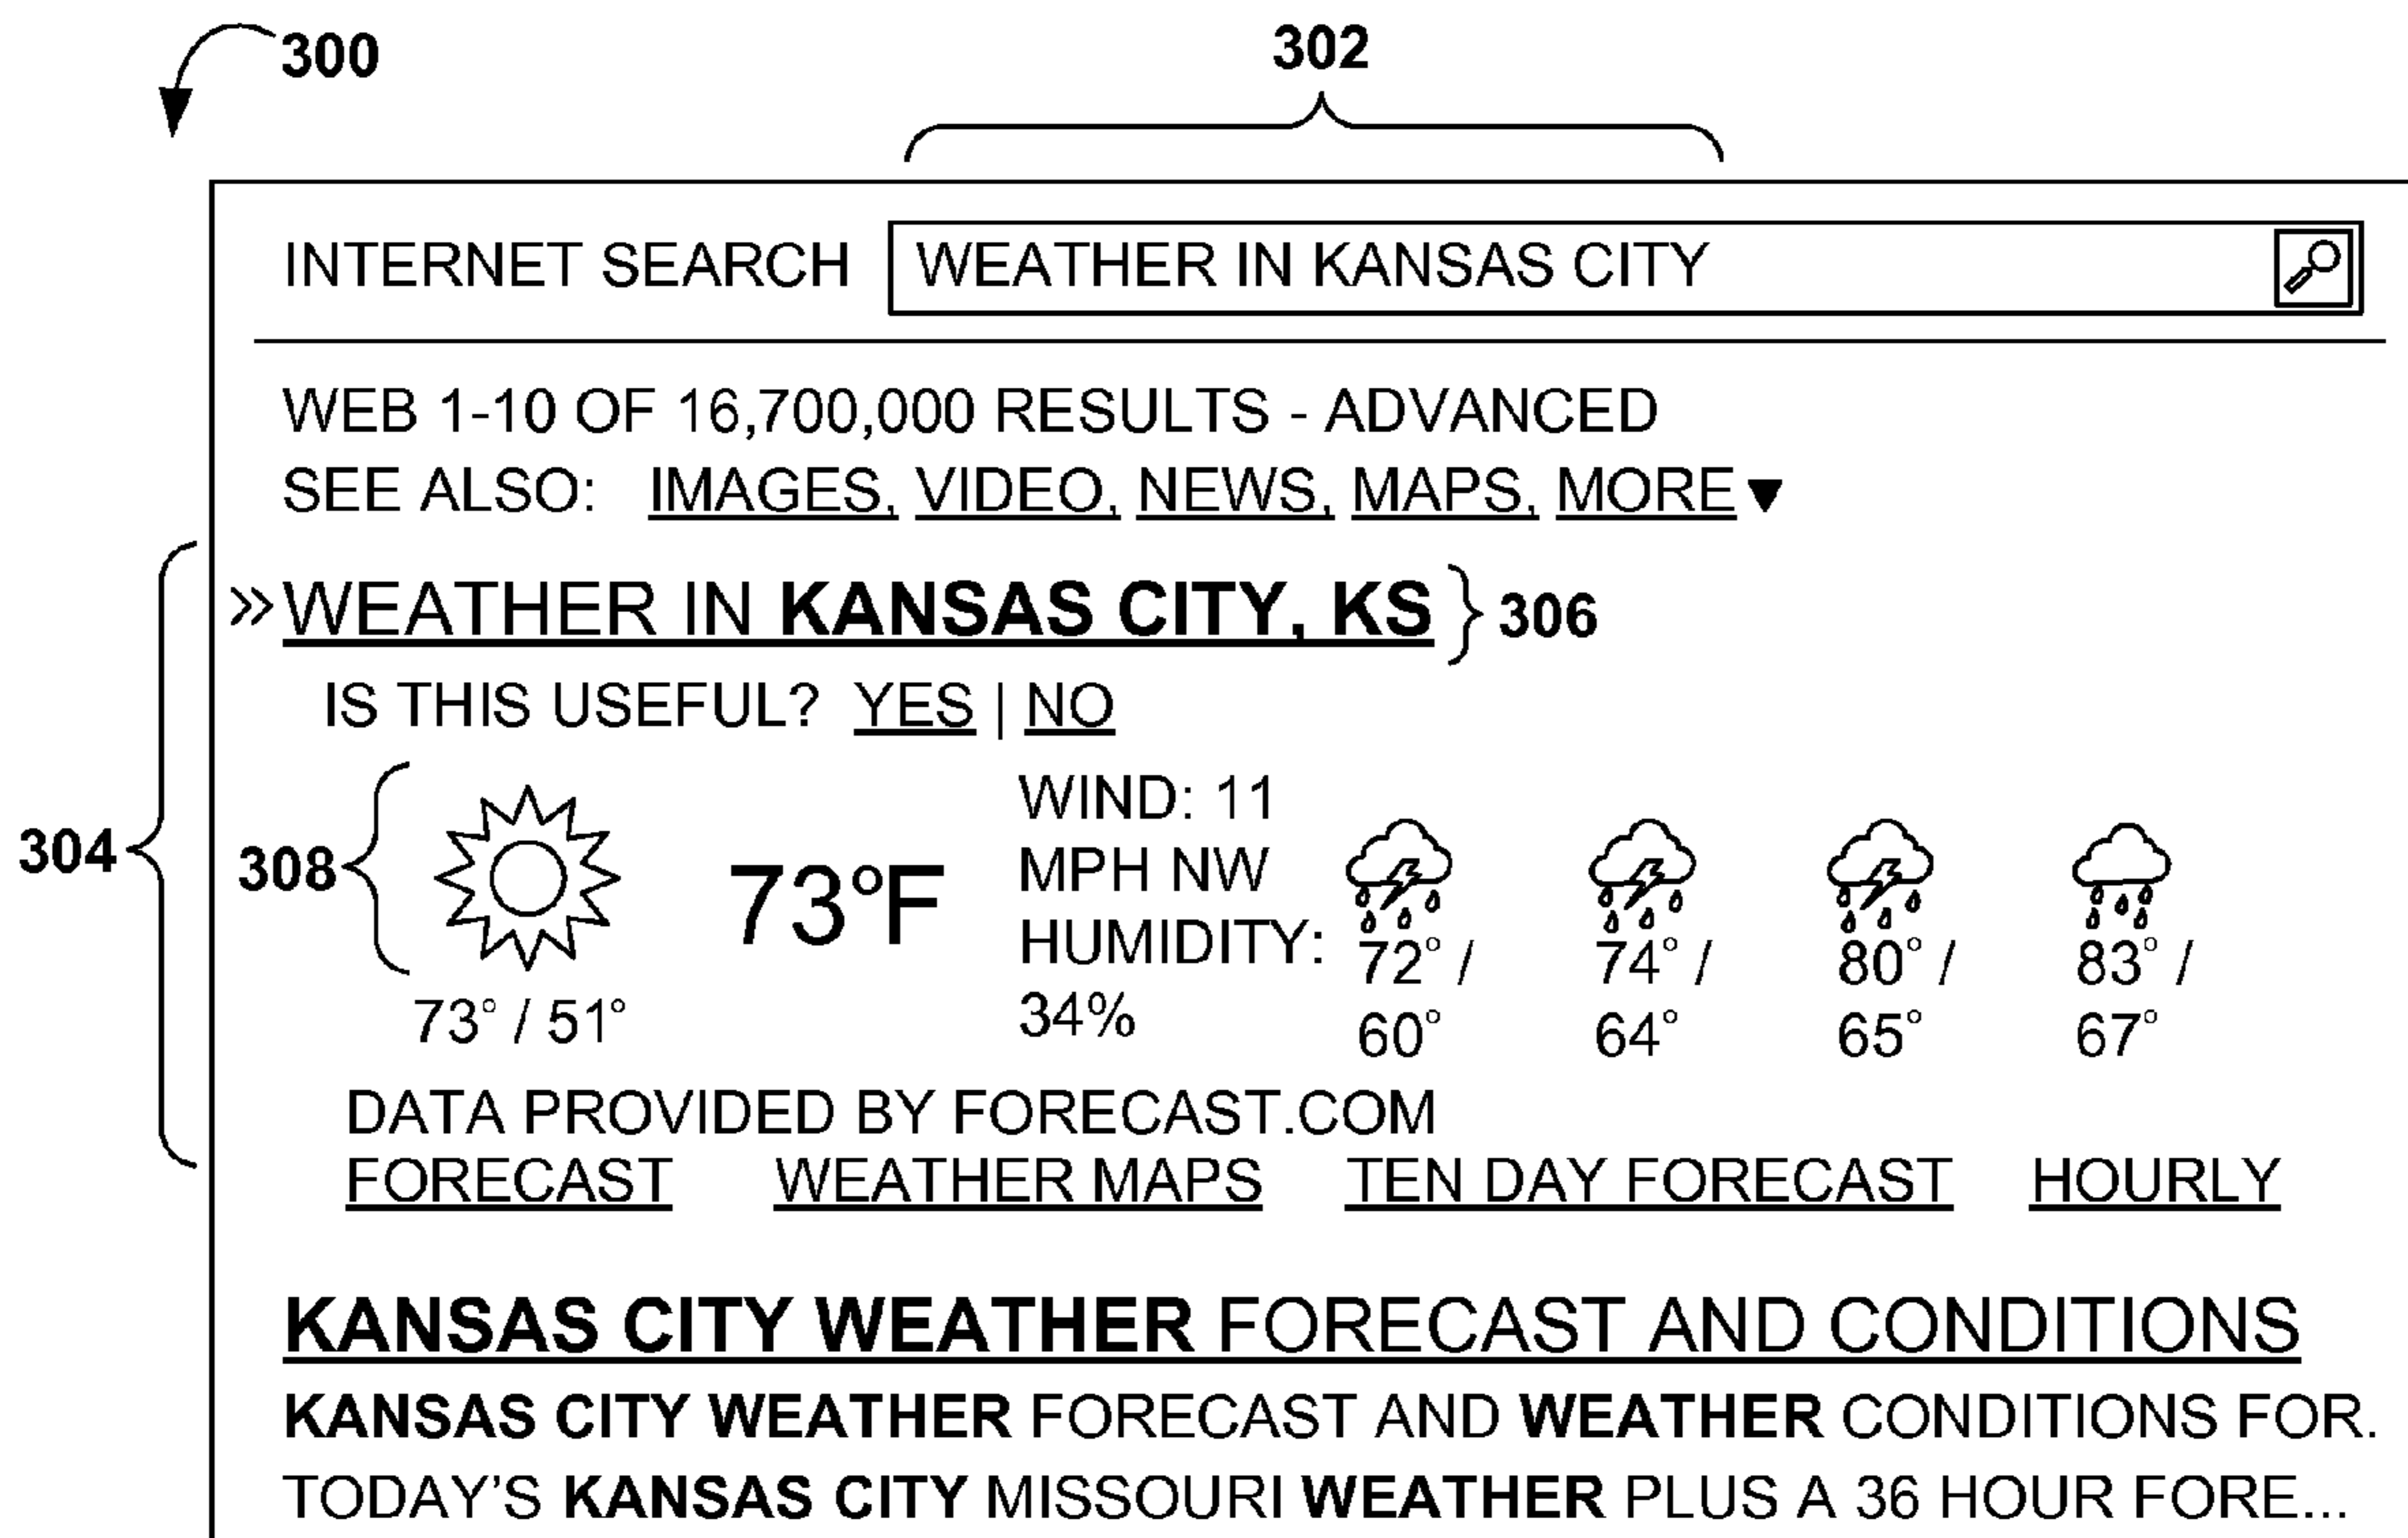 300
302
INTERNET SEARCH WEATHER IN KANSAS CITY
WEB 1-10 OF 16,700,000 RESULTS - ADVANCED
SEE ALSO: IMAGES, VIDEO, NEWS, MAPS, MORE▼
»WEATHER IN KANSAS CITY, KS 306
IS THIS USEFUL? YES | NO
304
308
73°F
WIND: 11
MPH NW
HUMIDITY:
34%
73° / 51°
72° /
60°
74° /
64°
80° /
65°
83° /
67°
DATA PROVIDED BY FORECAST.COM
FORECAST WEATHER MAPS TEN DAY FORECAST HOURLY
KANSAS CITY WEATHER FORECAST AND CONDITIONS
KANSAS CITY WEATHER FORECAST AND WEATHER CONDITIONS FOR.
TODAY'S KANSAS CITY MISSOURI WEATHER PLUS A 36 HOUR FORE...